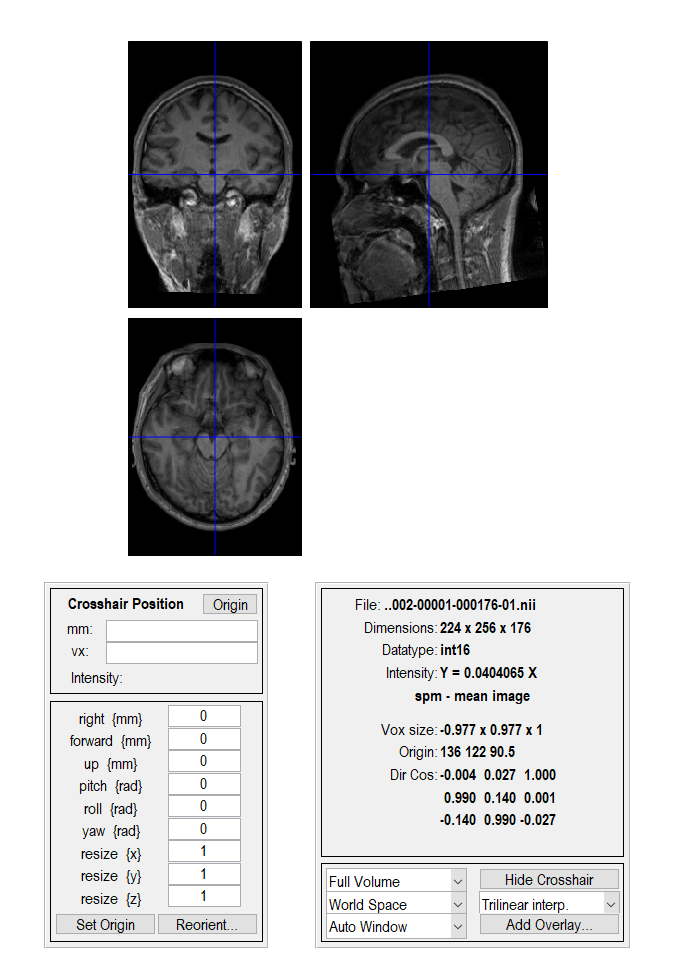 Crosshair Position
Origin
mm:
vx:
Intensity:
right {mm} 0
forward {mm} 0
up {mm} 0
pitch {rad} 0
roll {rad} 0
yaw {rad} 0
resize {x} 1
resize {y} 1
resize {z} 1
Set Origin
Reorient...
File: ..002-00001-000176-01.nii
Dimensions: 224 x 256 x 176
Datatype: int16
Intensity: Y = 0.0404065 X
spm - mean image
Vox size: -0.977 x 0.977 x 1
Origin: 136 122 90.5
Dir Cos: -0.004 0.027 1.000
0.990 0.140 0.001
-0.140 0.990 -0.027
Full Volume
Hide Crosshair
World Space
Trilinear interp.
Auto Window
Add Overlay...